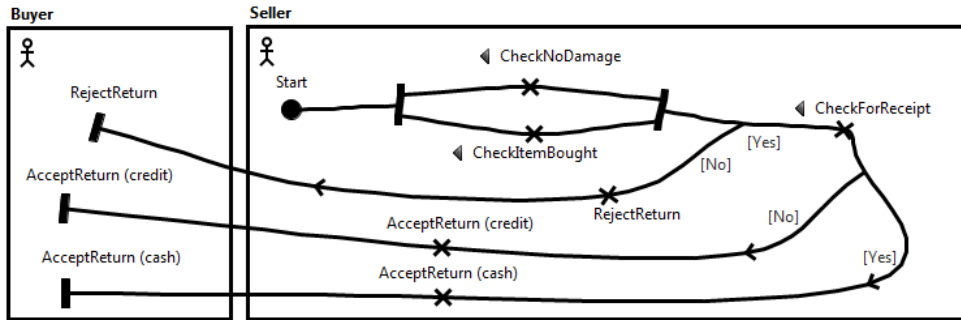 Buyer
Seller
CheckNoDamage
Start
RejectReturn
CheckForReceipt
[Yes]
CheckItemBought
[No]
AcceptReturn (credit)
RejectReturn
AcceptReturn (credit)
[No]
AcceptReturn (cash)
[Yes]
AcceptReturn (cash)